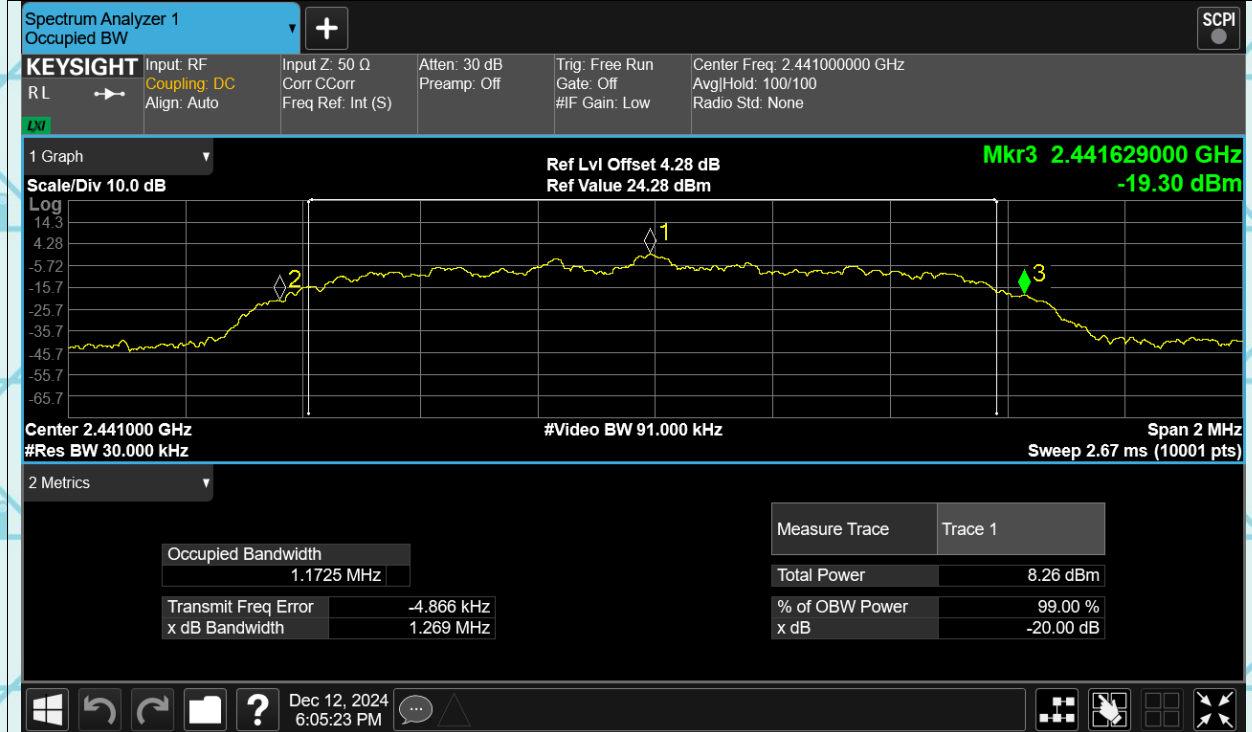 Spectrum Analyzer 1
Occupied BW
SCPI
KEYSIGHT
R L
LXI
Input: RF
Coupling: DC
Align: Auto
Input Z: 50 Ω
Corr CCorr
Freq Ref: Int (S)
Atten: 30 dB
Preamp: Off
Trig: Free Run
Gate: Off
#IF Gain: Low
Center Freq: 2.441000000 GHz
Avg|Hold: 100/100
Radio Std: None
1 Graph
Scale/Div 10.0 dB
Ref Lvl Offset 4.28 dB
Ref Value 24.28 dBm
Mkr3 2.441629000 GHz
-19.30 dBm
Log
14.3
4.28
-5.72
-15.7
-25.7
-35.7
-45.7
-55.7
-65.7
1
2
3
Center 2.441000 GHz
#Video BW 91.000 kHz
Span 2 MHz
#Res BW 30.000 kHz
Sweep 2.67 ms (10001 pts)
2 Metrics
Measure Trace Trace 1
Occupied Bandwidth
1.1725 MHz
Total Power 8.26 dBm
Transmit Freq Error -4.866 kHz
% of OBW Power 99.00 %
x dB Bandwidth 1.269 MHz
x dB -20.00 dB
?
Dec 12, 2024
6:05:23 PM